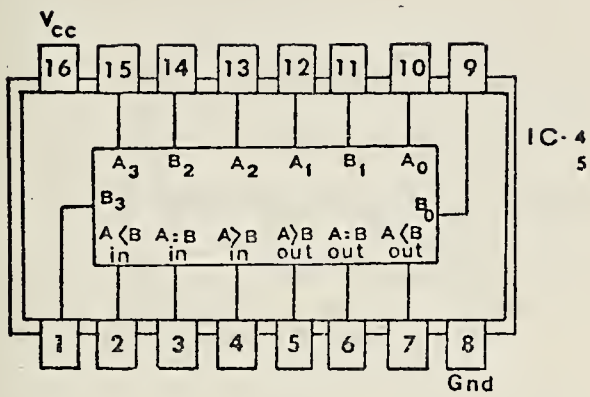 Vcc
16 15 14 13 12 11 10 9
IC-4
5
A3 B2 A2 A1 B1 A0
B3 B0
A<B A=B A>B A>B A=B A<B
in in in out out out
1 2 3 4 5 6 7 8
Gnd